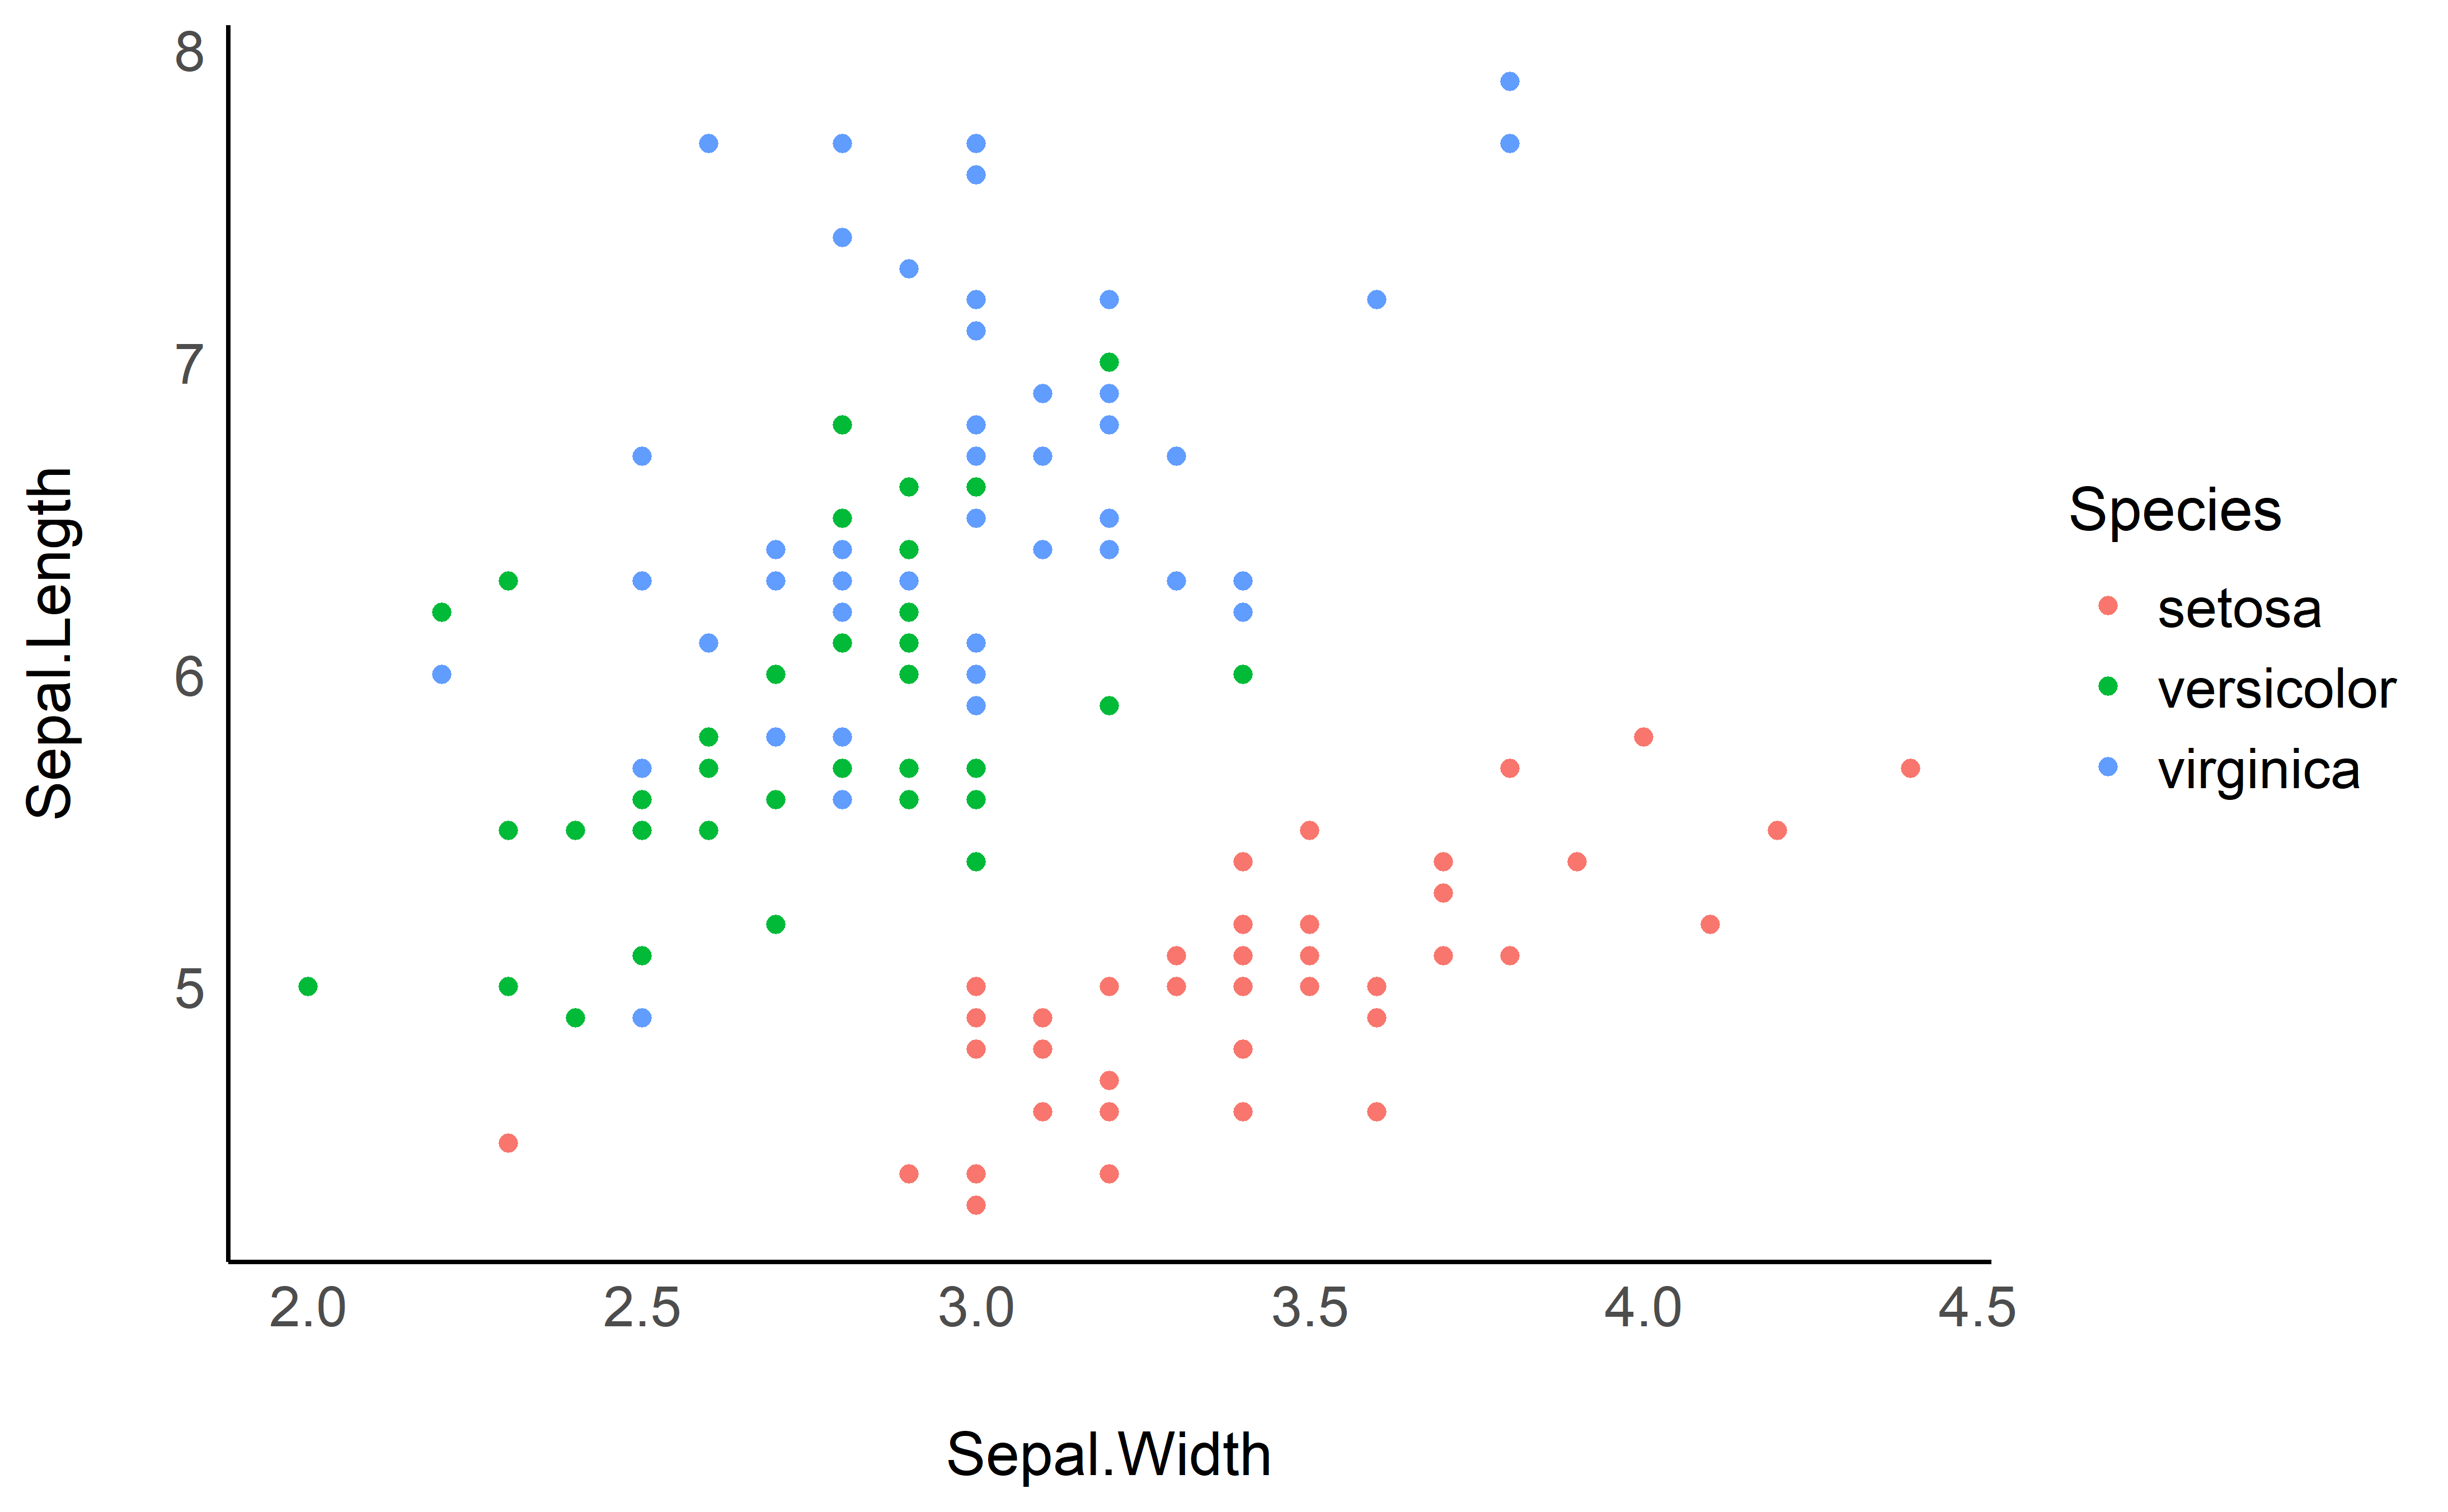 8
7
6
5
Sepal.Length
2.0 2.5 3.0 3.5 4.0 4.5
Sepal.Width
Species
setosa
versicolor
virginica